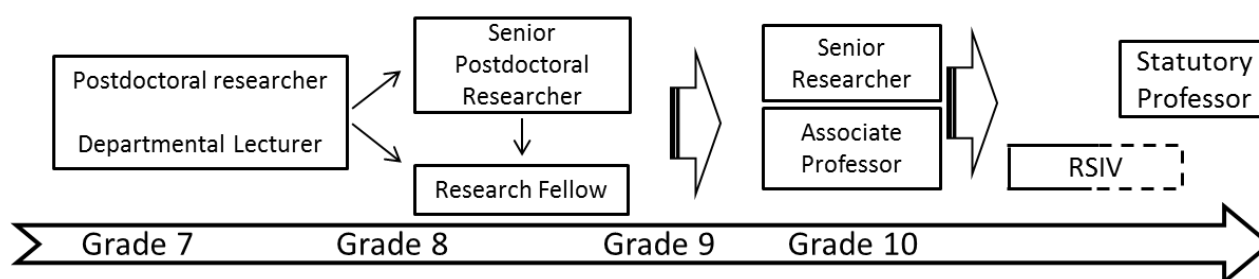 Postdoctoral researcher
Departmental Lecturer
Senior
Postdoctoral
Researcher
Research Fellow
Senior
Researcher
Associate
Professor
Statutory
Professor
RSIV
Grade 7
Grade 8
Grade 9
Grade 10